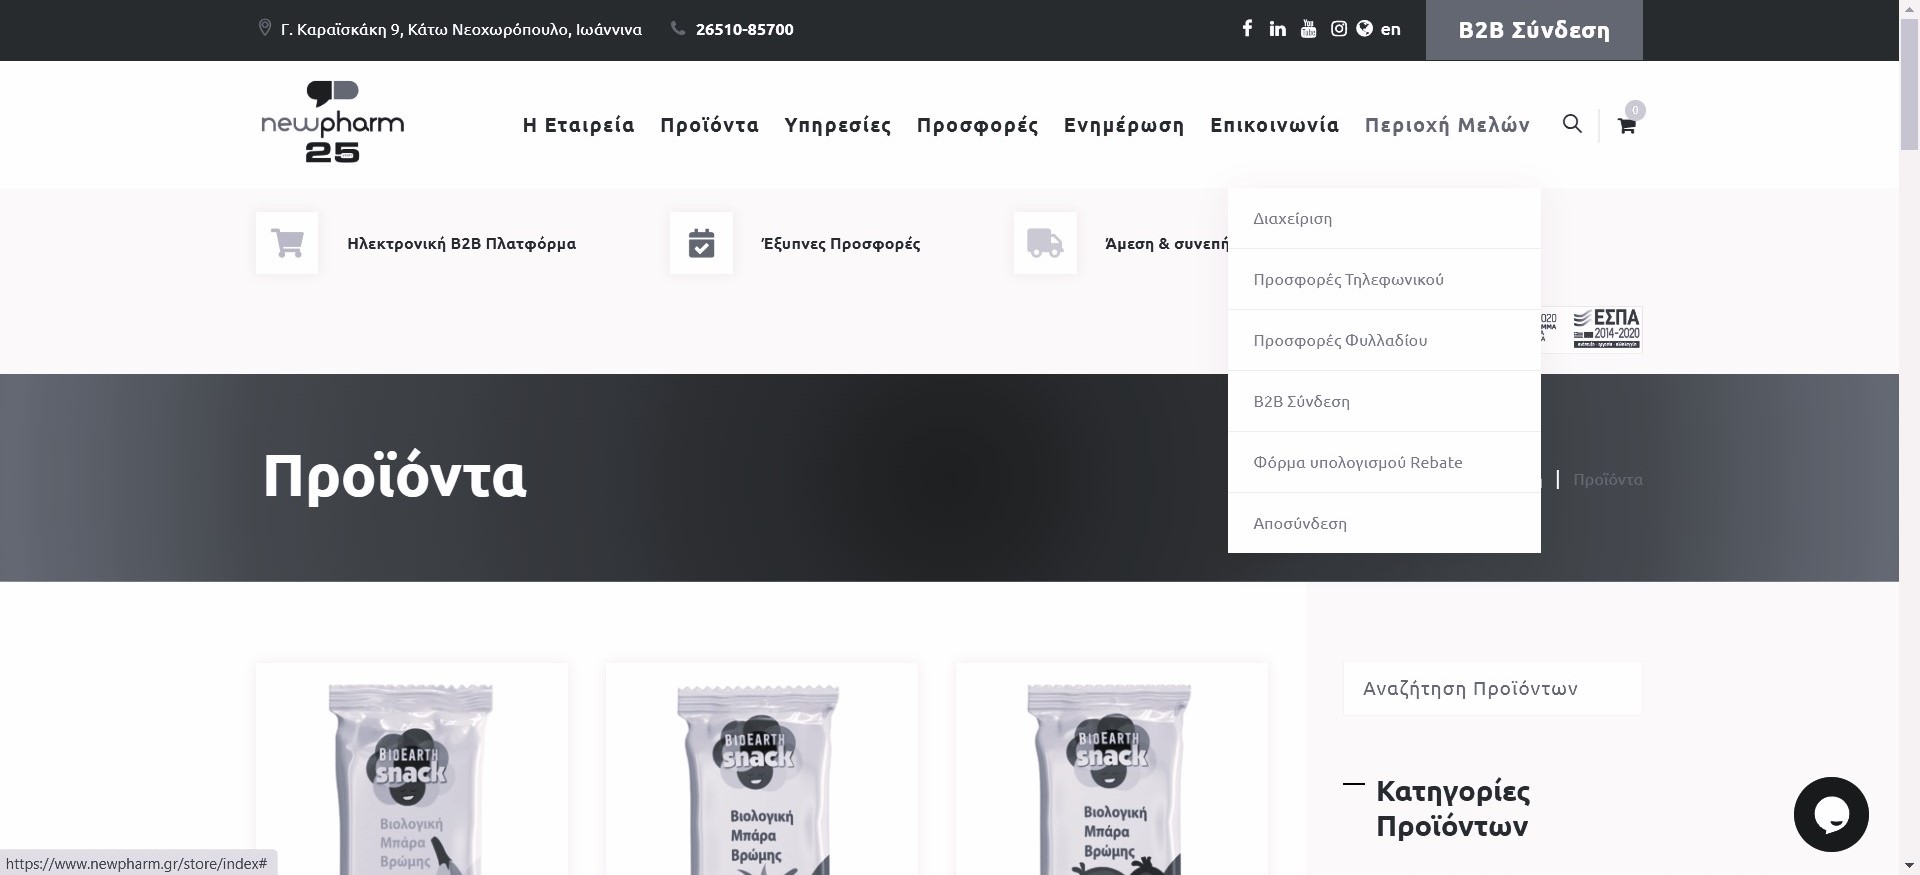 Γ. Καραϊσκάκη 9, Κάτω Νεοχωρόπουλο, Ιωάννινα
26510-85700
en
B2B Σύνδεση
newpharm
25
Η Εταιρεία
Προϊόντα
Υπηρεσίες
Προσφορές
Ενημέρωση
Επικοινωνία
Περιοχή Μελών
0
Ηλεκτρονική B2B Πλατφόρμα
Έξυπνες Προσφορές
Άμεση & συνεπή
Διαχείριση
Προσφορές Τηλεφωνικού
Προσφορές Φυλλαδίου
B2B Σύνδεση
Φόρμα υπολογισμού Rebate
Αποσύνδεση
ΕΣΠΑ
2014-2020
Προϊόντα
Προϊόντα
BIOEARTH
snack
Βιολογική
Μπάρα
Βρώμης
BIOEARTH
snack
Βιολογική
Μπάρα
Βρώμης
BIOEARTH
snack
Βιολογική
Μπάρα
Βρώμης
Αναζήτηση Προϊόντων
Κατηγορίες
Προϊόντων
https://www.newpharm.gr/store/index#